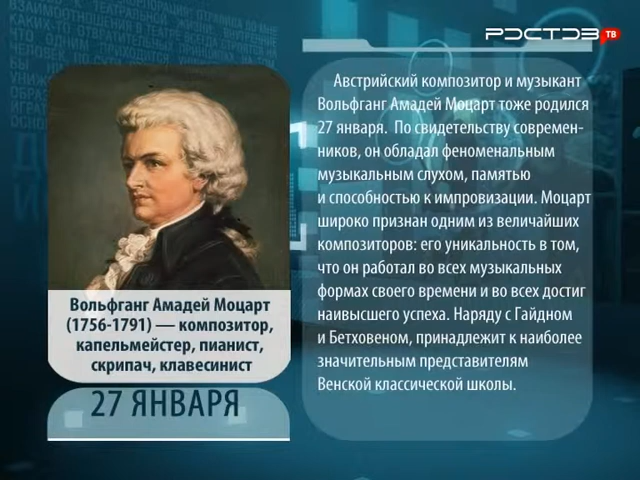 РОСТОВ ТВ
Австрийский композитор и музыкант
Вольфганг Амадей Моцарт тоже родился
27 января. По свидетельству современ-
ников, он обладал феноменальным
музыкальным слухом, памятью
и способностью к импровизации. Моцарт
широко признан одним из величайших
композиторов: его уникальность в том,
что он работал во всех музыкальных
формах своего времени и во всех достиг
наивысшего успеха. Наряду с Гайдном
и Бетховеном, принадлежит к наиболее
значительным представителям
Венской классической школы.
Вольфганг Амадей Моцарт
(1756-1791) — композитор,
капельмейстер, пианист,
скрипач, клавесинист
27 ЯНВАРЯ